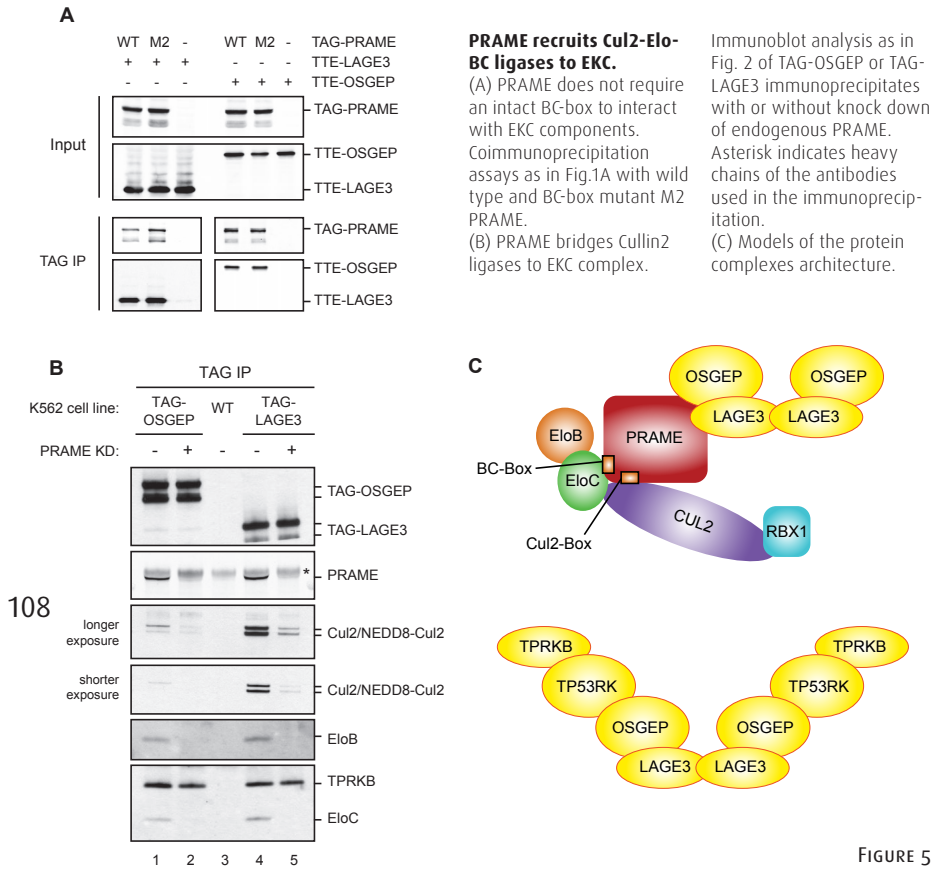 A
WT M2 - WT M2 - TAG-PRAME
+ + + - - - TTE-LAGE3
- - - + + + TTE-OSGEP
Input
TAG-PRAME
TTE-OSGEP
TTE-LAGE3
TAG IP
TAG-PRAME
TTE-OSGEP
TTE-LAGE3
PRAME recruits Cul2-Elo-
BC ligases to EKC.
(A) PRAME does not require
an intact BC-box to interact
with EKC components.
Coimmunoprecipitation
assays as in Fig.1A with wild
type and BC-box mutant M2
PRAME.
(B) PRAME bridges Cullin2
ligases to EKC complex.
Immunoblot analysis as in
Fig. 2 of TAG-OSGEP or TAG-
LAGE3 immunoprecipitates
with or without knock down
of endogenous PRAME.
Asterisk indicates heavy
chains of the antibodies
used in the immunoprecip-
itation.
(C) Models of the protein
complexes architecture.
B
TAG IP
K562 cell line: TAG-OSGEP WT TAG-LAGE3
PRAME KD: - + - +
TAG-OSGEP
TAG-LAGE3
* PRAME
longer
exposure
Cul2/NEDD8-Cul2
shorter
exposure
Cul2/NEDD8-Cul2
EloB
TPRKB
EloC
1 2 3 4 5
108
C
OSGEP OSGEP
LAGE3 LAGE3
EloB PRAME
BC-Box
EloC
Cul2-Box
CUL2 RBX1
TPRKB TPRKB
TP53RK TP53RK
OSGEP OSGEP
LAGE3 LAGE3
Figure 5